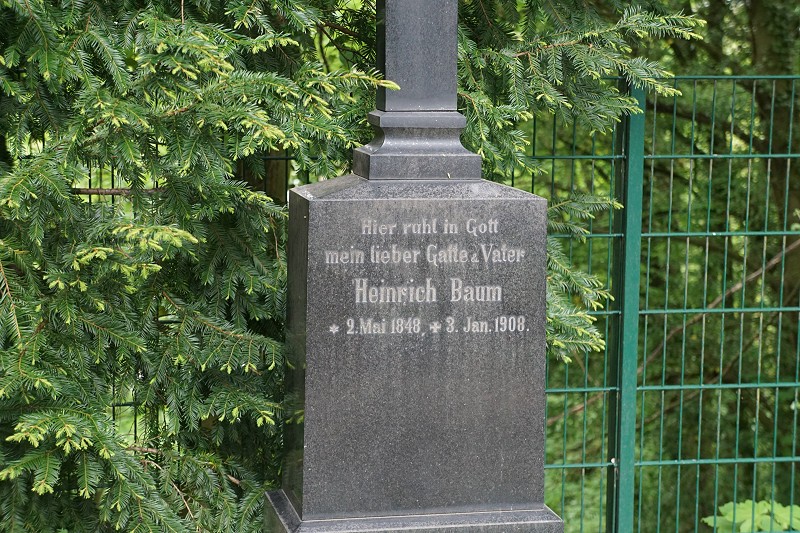 Hier ruht in Gott
mein lieber Gatte & Vater
Heinrich Baum
* 2. Mai 1848, ✝ 3. Jan. 1908.